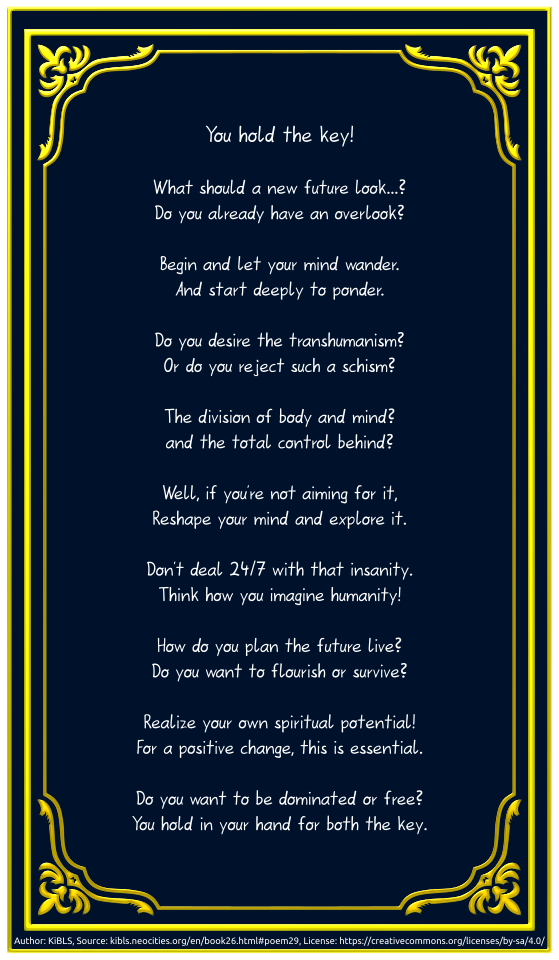 You hold the key!
What should a new future look...?
Do you already have an overlook?
Begin and let your mind wander.
And start deeply to ponder.
Do you desire the transhumanism?
Or do you reject such a schism?
The division of body and mind?
and the total control behind?
Well, if you're not aiming for it,
Reshape your mind and explore it.
Don't deal 24/7 with that insanity.
Think how you imagine humanity!
How do you plan the future live?
Do you want to flourish or survive?
Realize your own spiritual potential!
For a positive change, this is essential.
Do you want to be dominated or free?
You hold in your hand for both the key.
Author: KiBLS, Source: kibls.neocities.org/en/book26.html#poem29, License: https://creativecommons.org/licenses/by-sa/4.0/